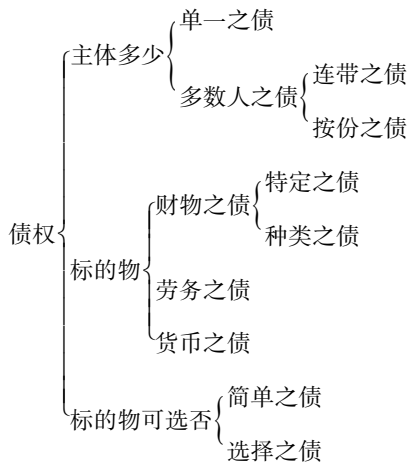 单一之债
主体多少
多数人之债
连带之债
按份之债
债权
标的物
财物之债
特定之债
种类之债
劳务之债
货币之债
标的物可选否
简单之债
选择之债